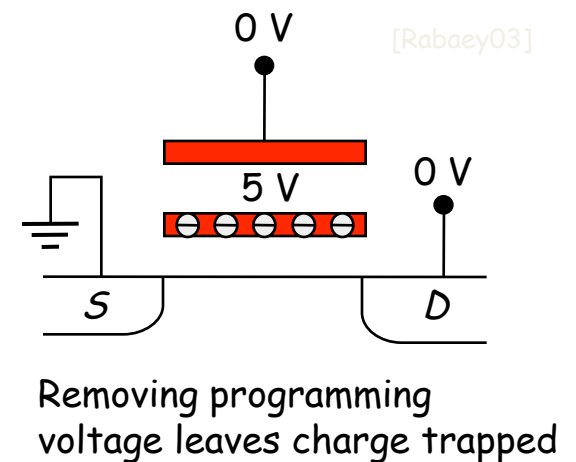 0 V
[Rabaey03]
5 V
0 V
S
D
Removing programming
voltage leaves charge trapped